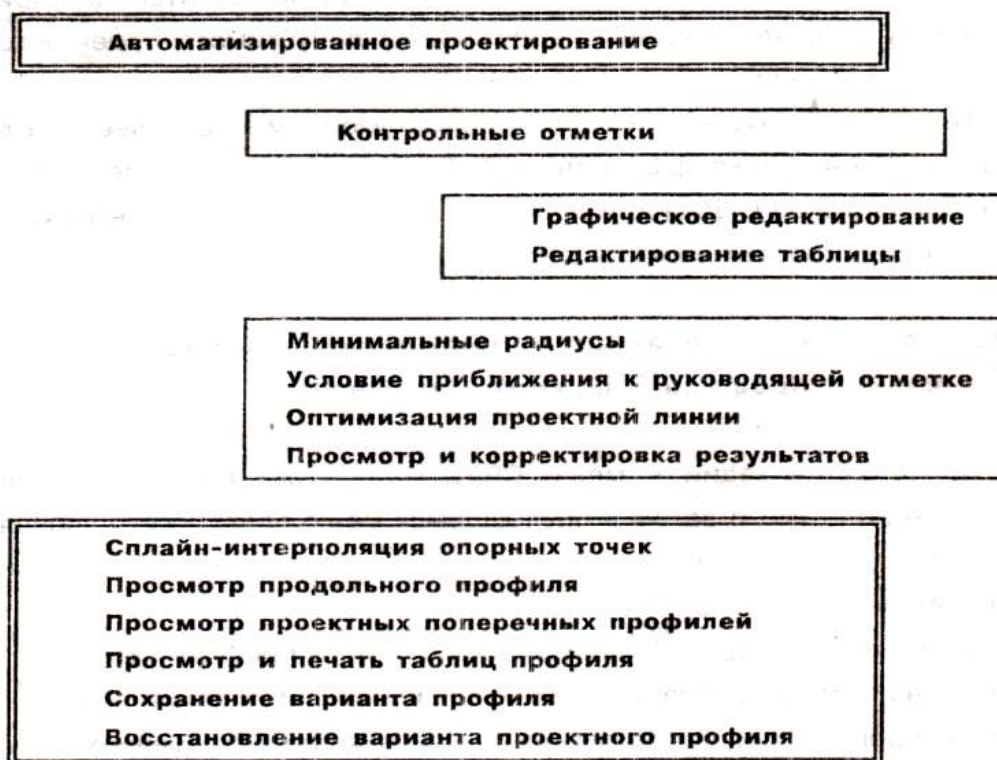 Автоматизированное проектирование
Контрольные отметки
Графическое редактирование
Редактирование таблицы
Минимальные радиусы
Условие приближения к руководящей отметке
Оптимизация проектной линии
Просмотр и корректировка результатов
Сплайн-интерполяция опорных точек
Просмотр продольного профиля
Просмотр проектных поперечных профилей
Просмотр и печать таблиц профиля
Сохранение варианта профиля
Восстановление варианта проектного профиля